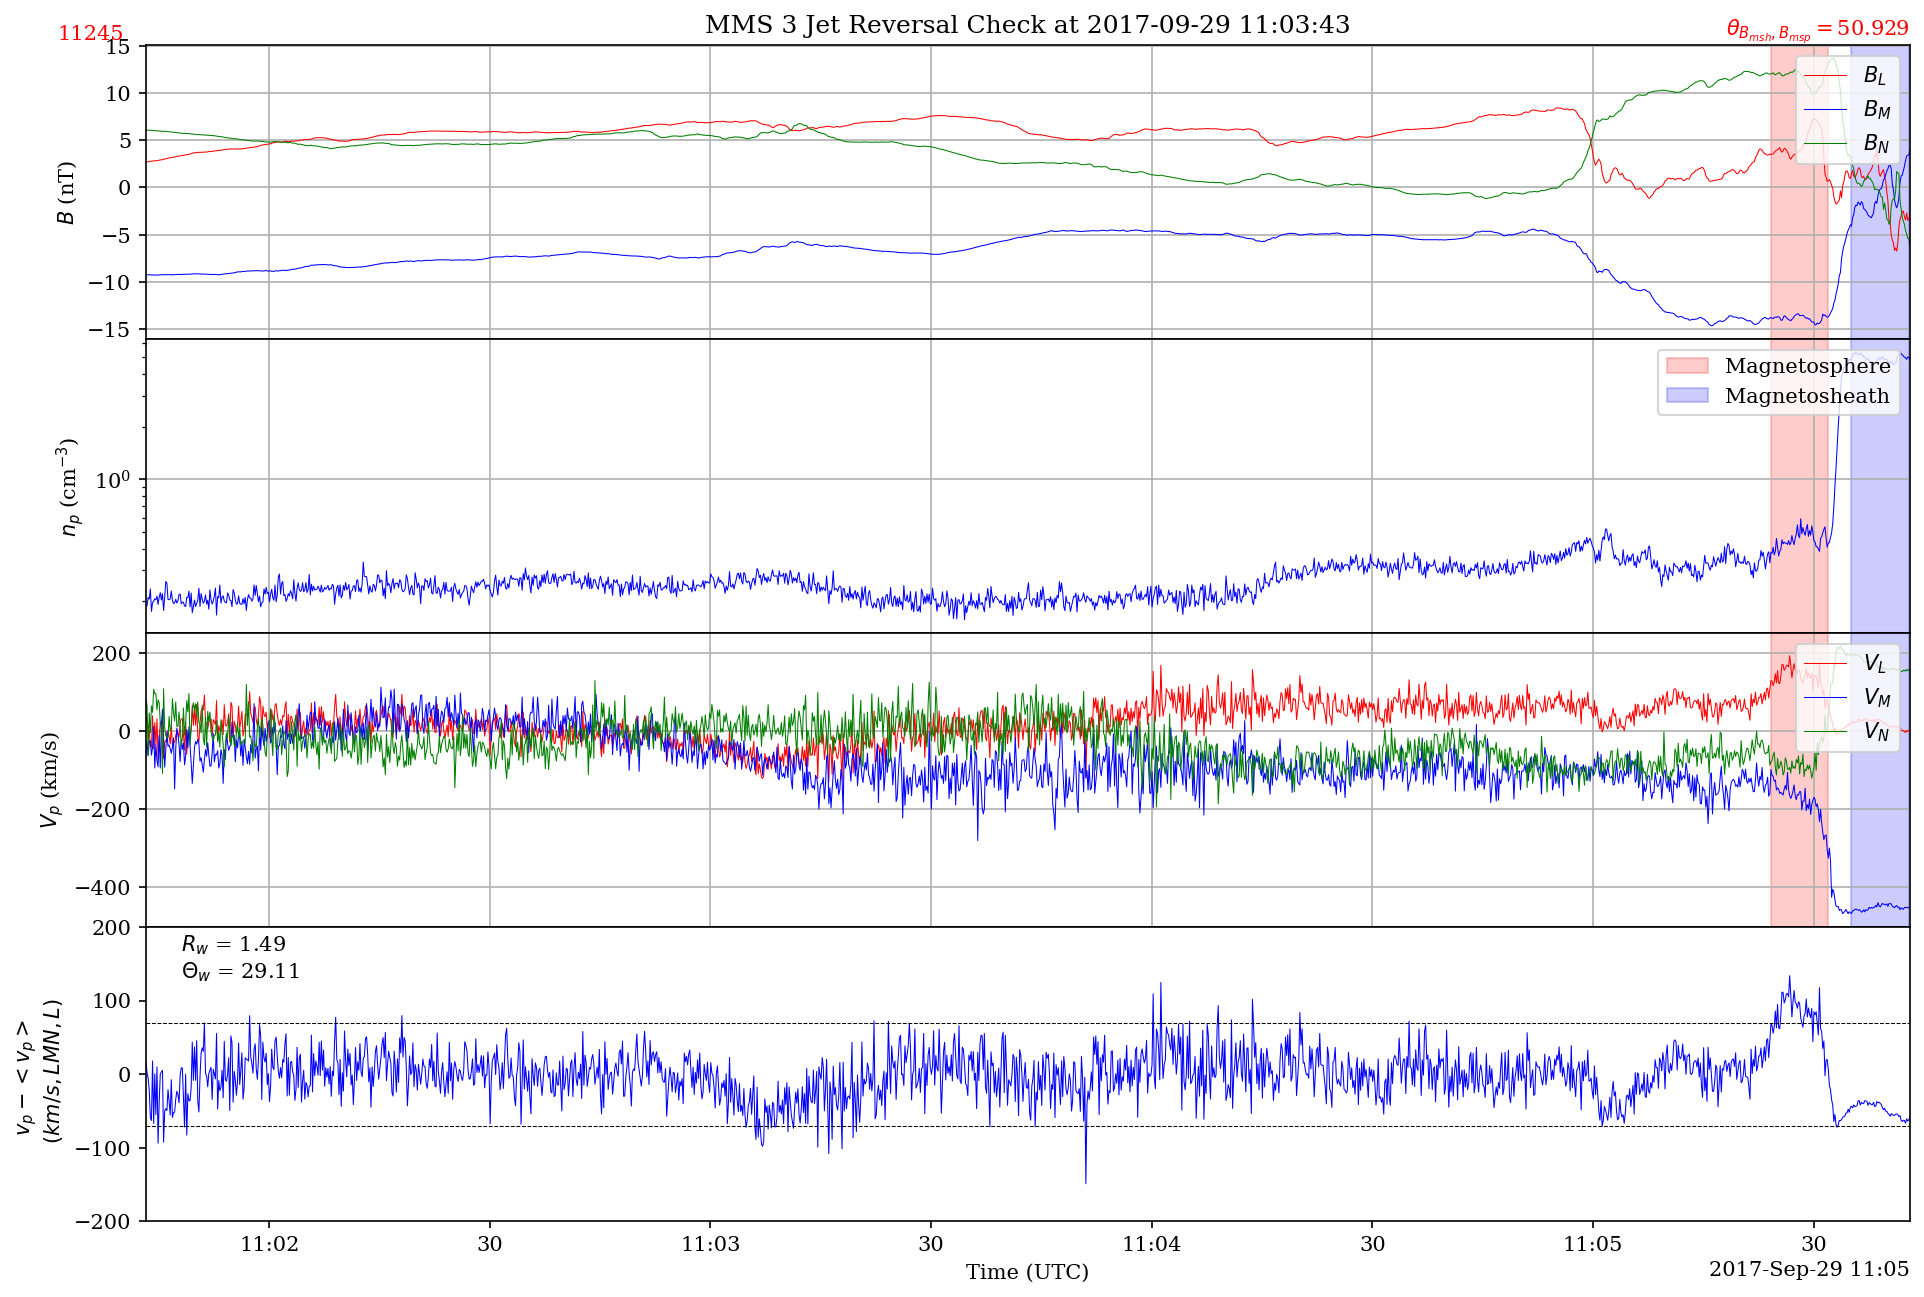 MMS 3 Jet Reversal Check at 2017-09-29 11:03:43
11245
θ_{B_{msh}, B_{msp}} = 50.929
15
10
5
0
−5
−10
−15
B (nT)
B_L
B_M
B_N
10^0
n_p (cm^{−3})
Magnetosphere
Magnetosheath
200
0
−200
−400
V_p (km/s)
V_L
V_M
V_N
200
100
0
−100
−200
v_p − < v_p >
(km/s, LMN, L)
R_w = 1.49
Θ_w = 29.11
11:02 30 11:03 30 11:04 30 11:05 30
Time (UTC)
2017-Sep-29 11:05